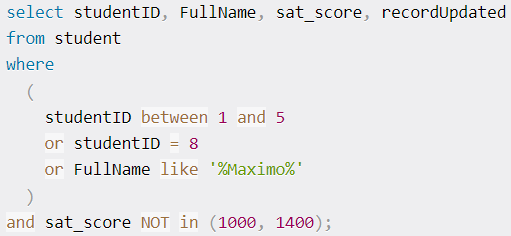 select studentID, FullName, sat_score, recordUpdated
from student
where
(
studentID between 1 and 5
or studentID = 8
or FullName like '%Maximo%'
)
and sat_score NOT in (1000, 1400);